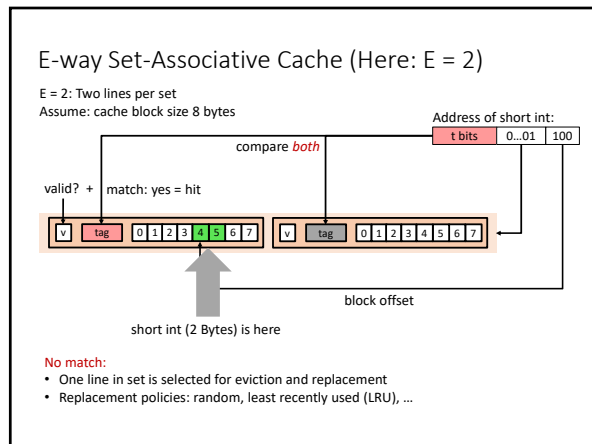 E-way Set-Associative Cache (Here: E = 2)
E = 2: Two lines per set
Assume: cache block size 8 bytes
Address of short int:
t bits 0…01 100
compare both
valid? + match: yes = hit
v tag 0 1 2 3 4 5 6 7 v tag 0 1 2 3 4 5 6 7
block offset
short int (2 Bytes) is here
No match:
• One line in set is selected for eviction and replacement
• Replacement policies: random, least recently used (LRU), …